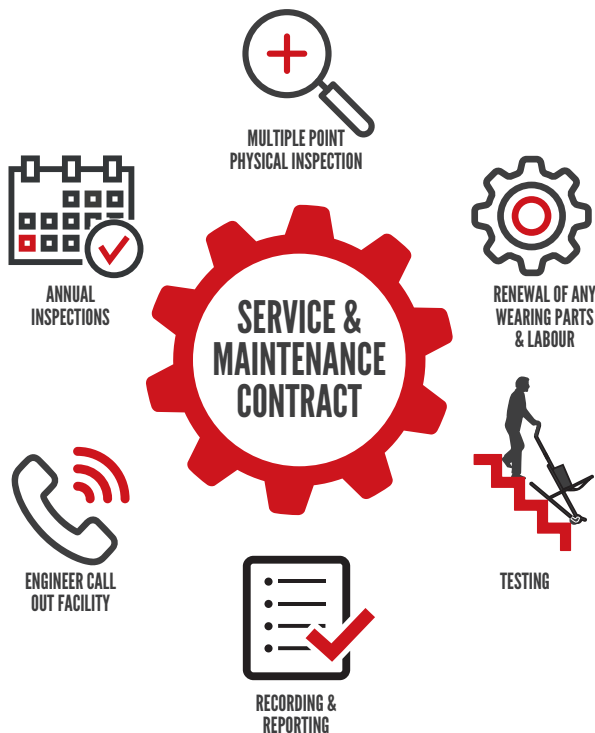 MULTIPLE POINT
PHYSICAL INSPECTION
ANNUAL
INSPECTIONS
RENEWAL OF ANY
WEARING PARTS
& LABOUR
SERVICE &
MAINTENANCE
CONTRACT
ENGINEER CALL
OUT FACILITY
TESTING
RECORDING &
REPORTING